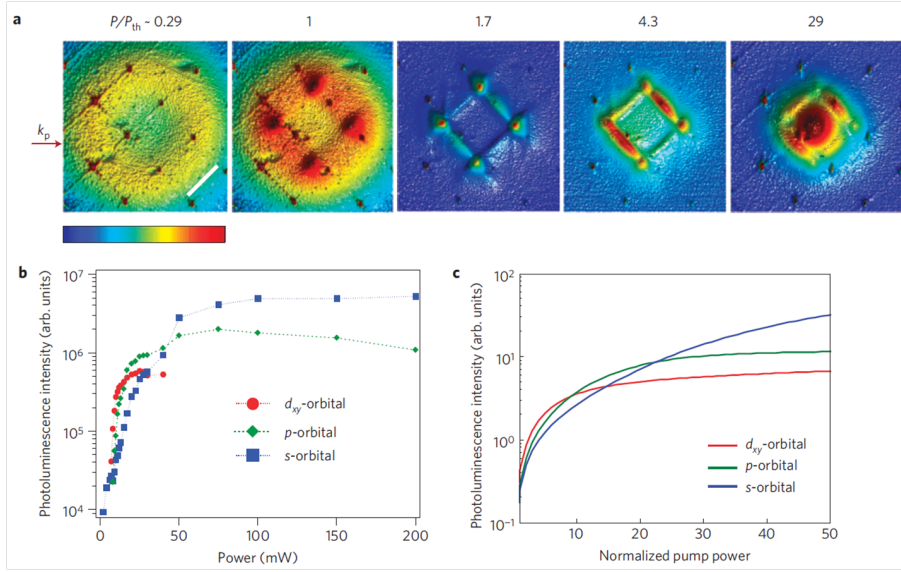 a P/Pth ~ 0.29 1 1.7 4.3 29
kp
b
Photoluminescence intensity (arb. units)
10^7
10^6
10^5
10^4
dxy-orbital
p-orbital
s-orbital
0 50 100 150 200
Power (mW)
c
Photoluminescence intensity (arb. units)
10^2
10^1
10^0
10^−1
dxy-orbital
p-orbital
s-orbital
10 20 30 40 50
Normalized pump power